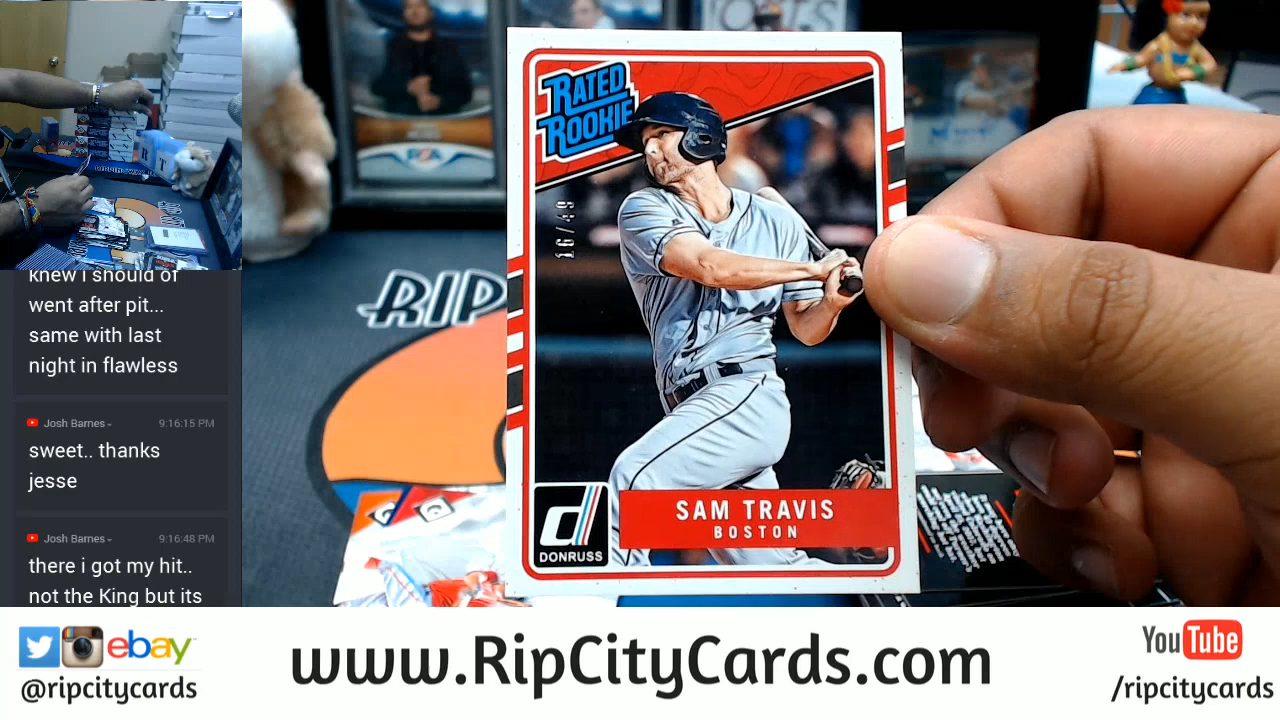 knew i should of
went after pit...
same with last
night in flawless
Josh Barnes
9:16:15 PM
sweet.. thanks
jesse
Josh Barnes
9:16:48 PM
there i got my hit..
not the King but its
RIP
RATED
ROOKIE
16/49
SAM TRAVIS
BOSTON
d
DONRUSS
ebay
@ripcitycards
www.RipCityCards.com
YouTube
/ripcitycards